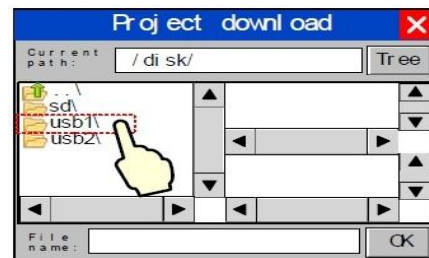 Project download
Current path: /disk/ Tree
..\
sd\
usb1\
usb2\
File name: OK